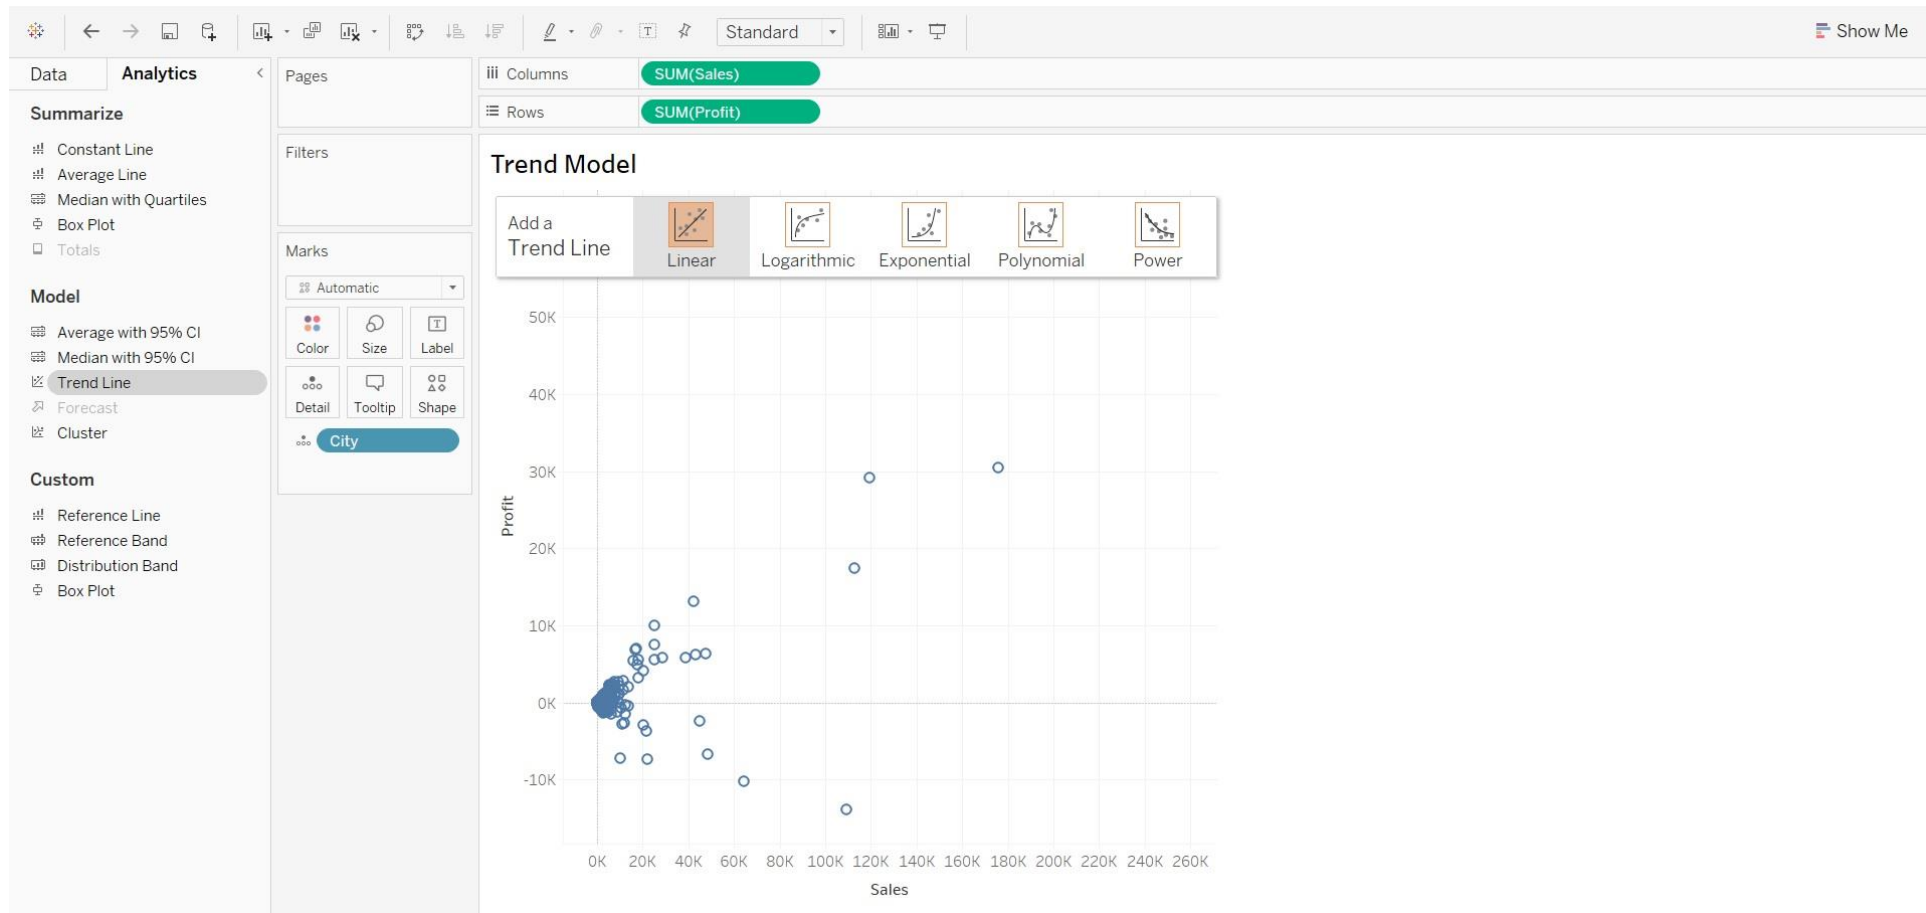 Standard
Show Me
Data
Analytics
Summarize
Constant Line
Average Line
Median with Quartiles
Box Plot
Totals
Model
Average with 95% CI
Median with 95% CI
Trend Line
Forecast
Cluster
Custom
Reference Line
Reference Band
Distribution Band
Box Plot
Pages
Filters
Marks
Automatic
Color Size Label
Detail Tooltip Shape
City
Columns SUM(Sales)
Rows SUM(Profit)
Trend Model
Add a
Trend Line
Linear Logarithmic Exponential Polynomial Power
50K
40K
30K
20K
10K
0K
-10K
Profit
0K 20K 40K 60K 80K 100K 120K 140K 160K 180K 200K 220K 240K 260K
Sales